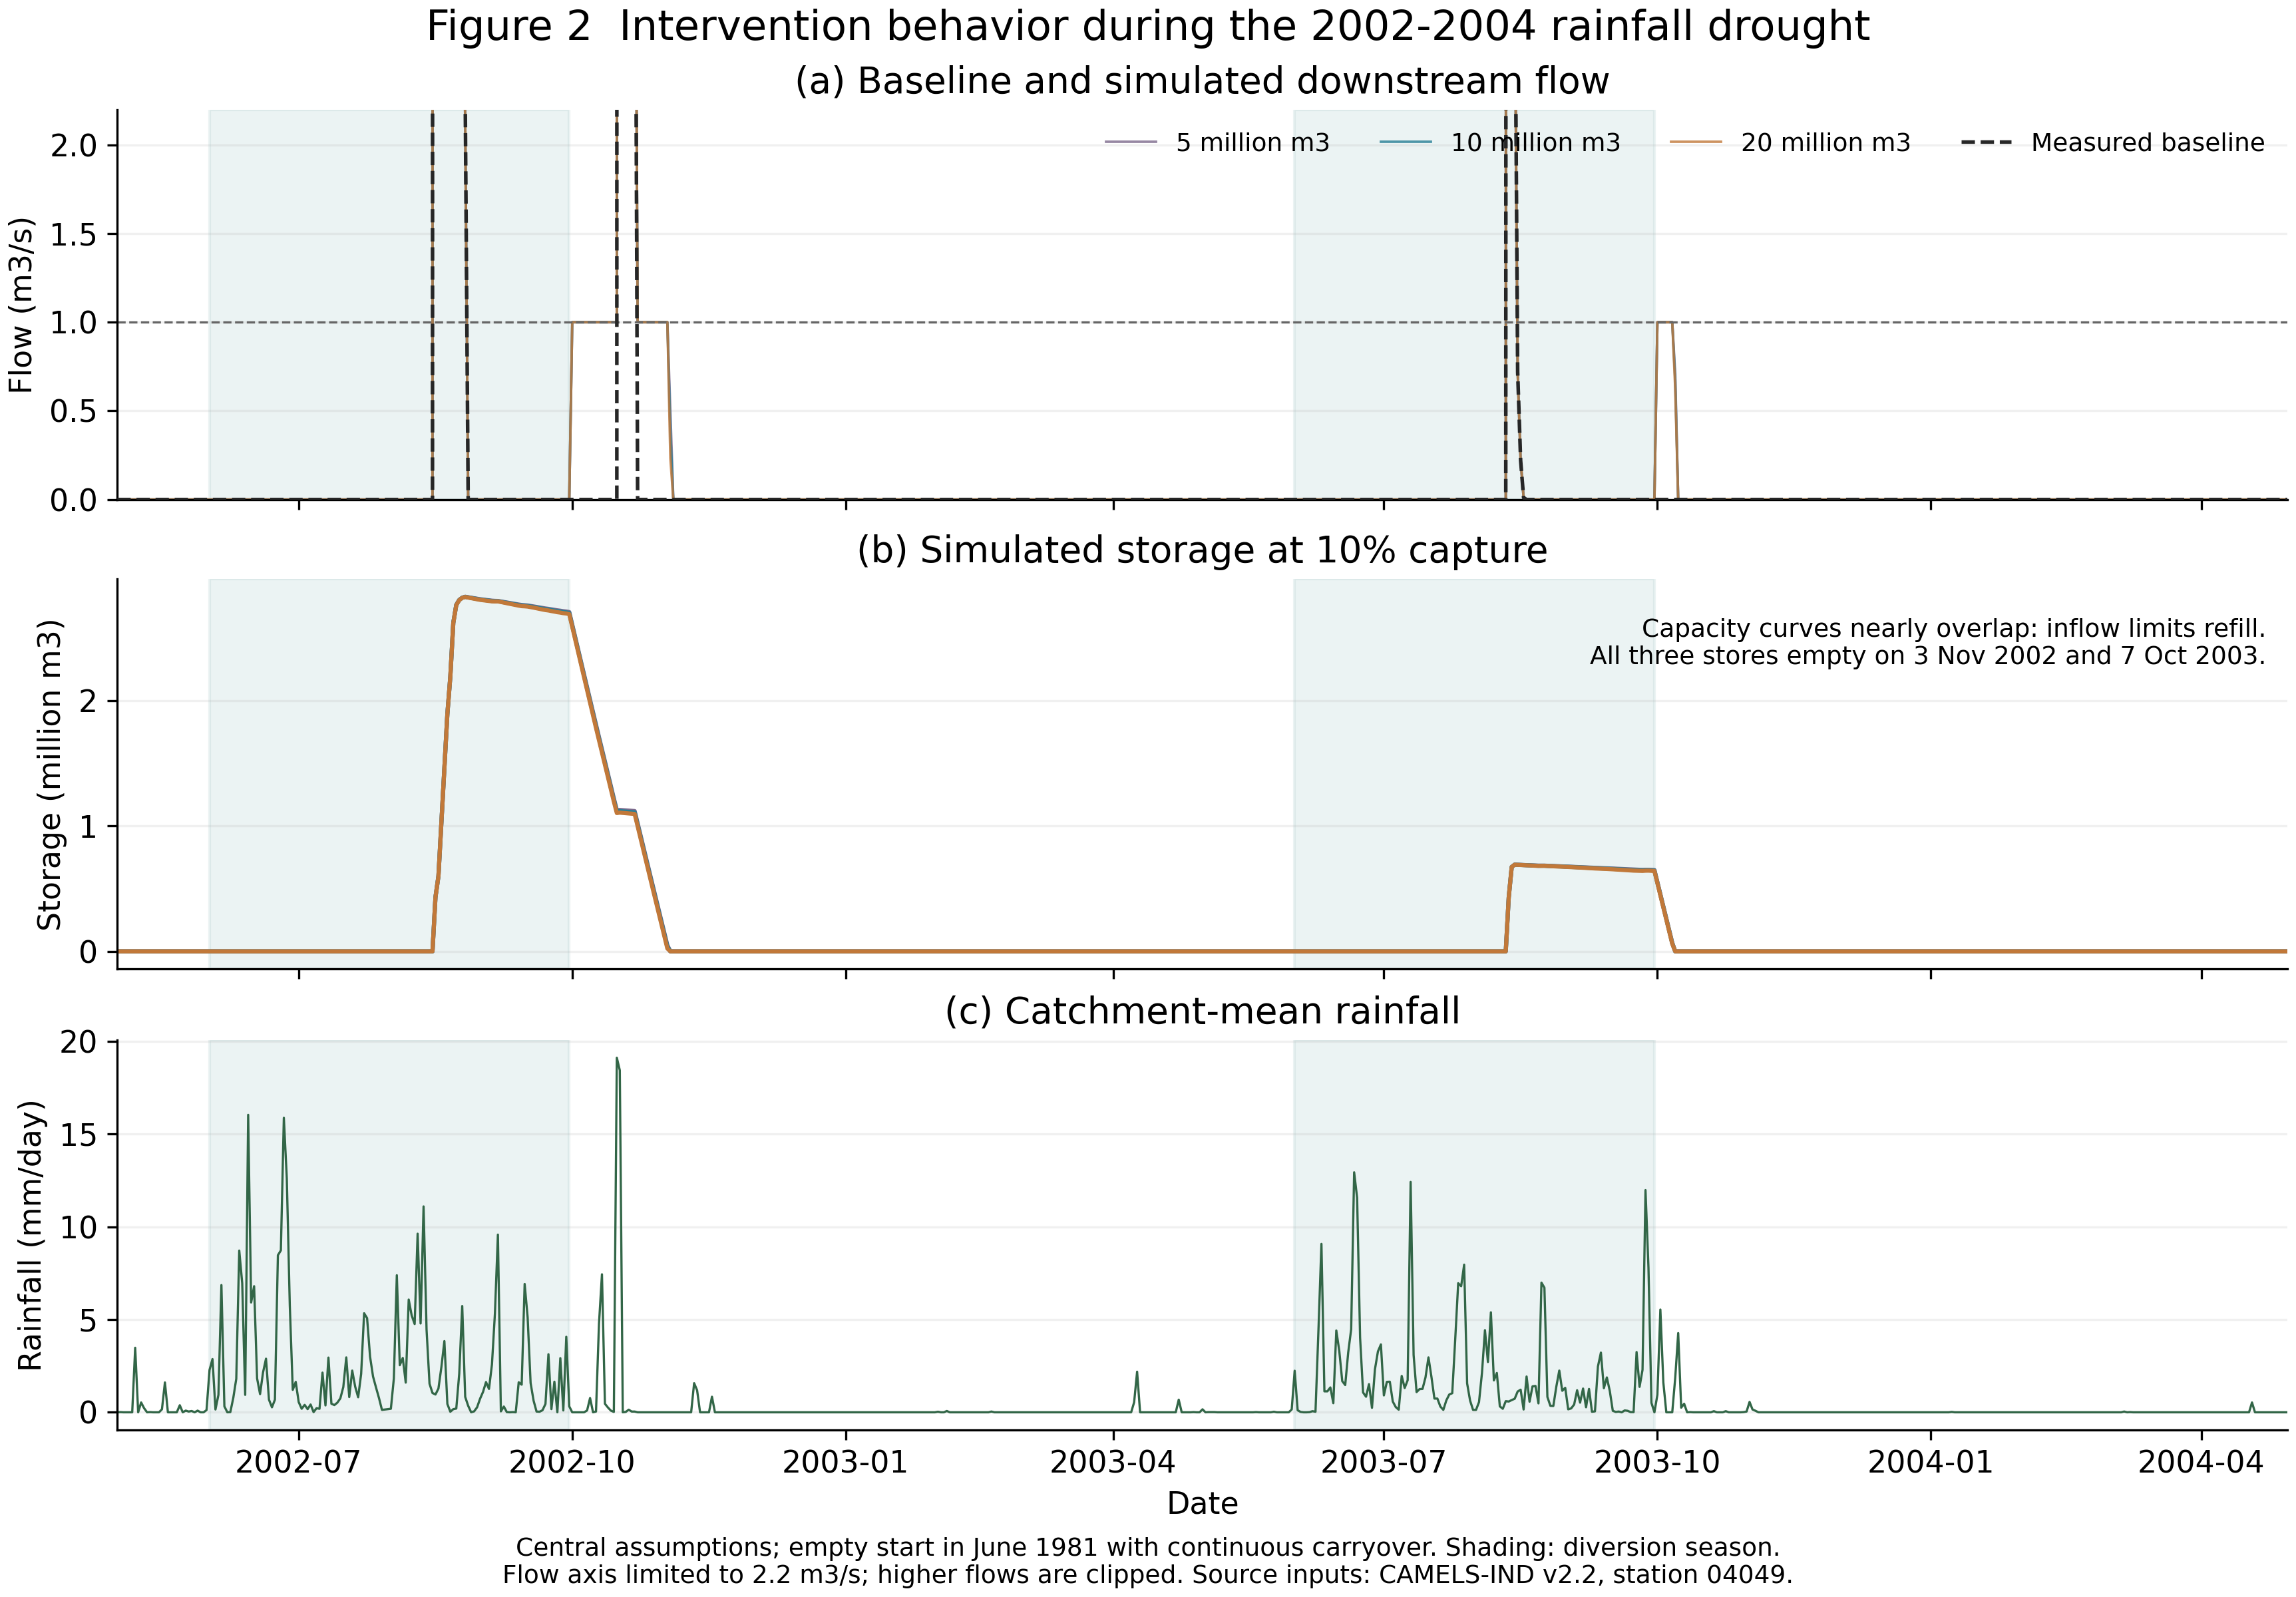 Figure 2  Intervention behavior during the 2002-2004 rainfall drought
(a) Baseline and simulated downstream flow
Flow (m3/s)
2.0
1.5
1.0
0.5
0.0
5 million m3
10 million m3
20 million m3
Measured baseline
(b) Simulated storage at 10% capture
Storage (million m3)
2
1
0
Capacity curves nearly overlap: inflow limits refill.
All three stores empty on 3 Nov 2002 and 7 Oct 2003.
(c) Catchment-mean rainfall
Rainfall (mm/day)
20
15
10
5
0
2002-07
2002-10
2003-01
2003-04
2003-07
2003-10
2004-01
2004-04
Date
Central assumptions; empty start in June 1981 with continuous carryover. Shading: diversion season.
Flow axis limited to 2.2 m3/s; higher flows are clipped. Source inputs: CAMELS-IND v2.2, station 04049.